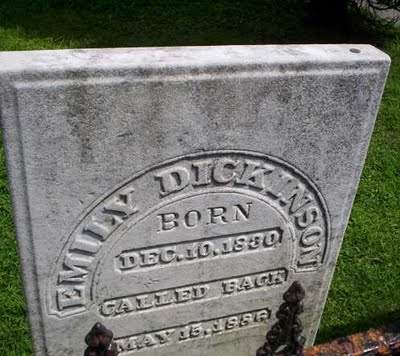 EMILY DICKINSON
BORN
DEC. 10. 1830
CALLED BACK
MAY 15. 1886